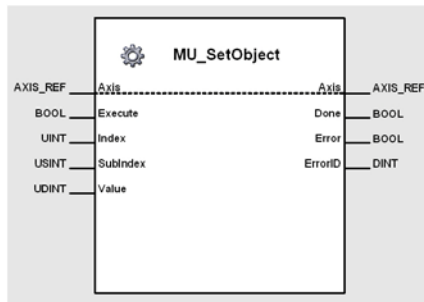 MU_SetObject
AXIS_REF Axis Axis AXIS_REF
BOOL Execute Done BOOL
UINT Index Error BOOL
USINT SubIndex ErrorID DINT
UDINT Value